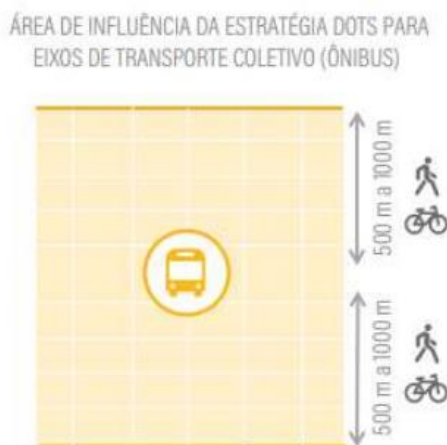 ÁREA DE INFLUÊNCIA DA ESTRATÉGIA DOTS PARA
EIXOS DE TRANSPORTE COLETIVO (ÔNIBUS)
500 m a 1000 m
500 m a 1000 m